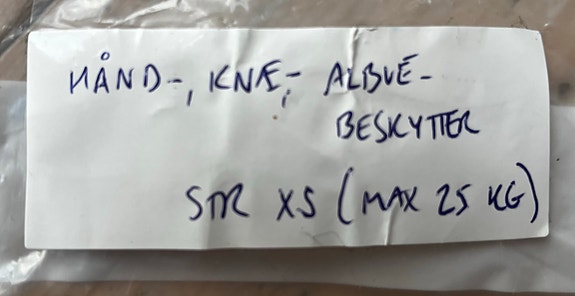 HÅND-, KNÆ,- ALBUE-
BESKYTTER
STR XS (MAX 25 KG)